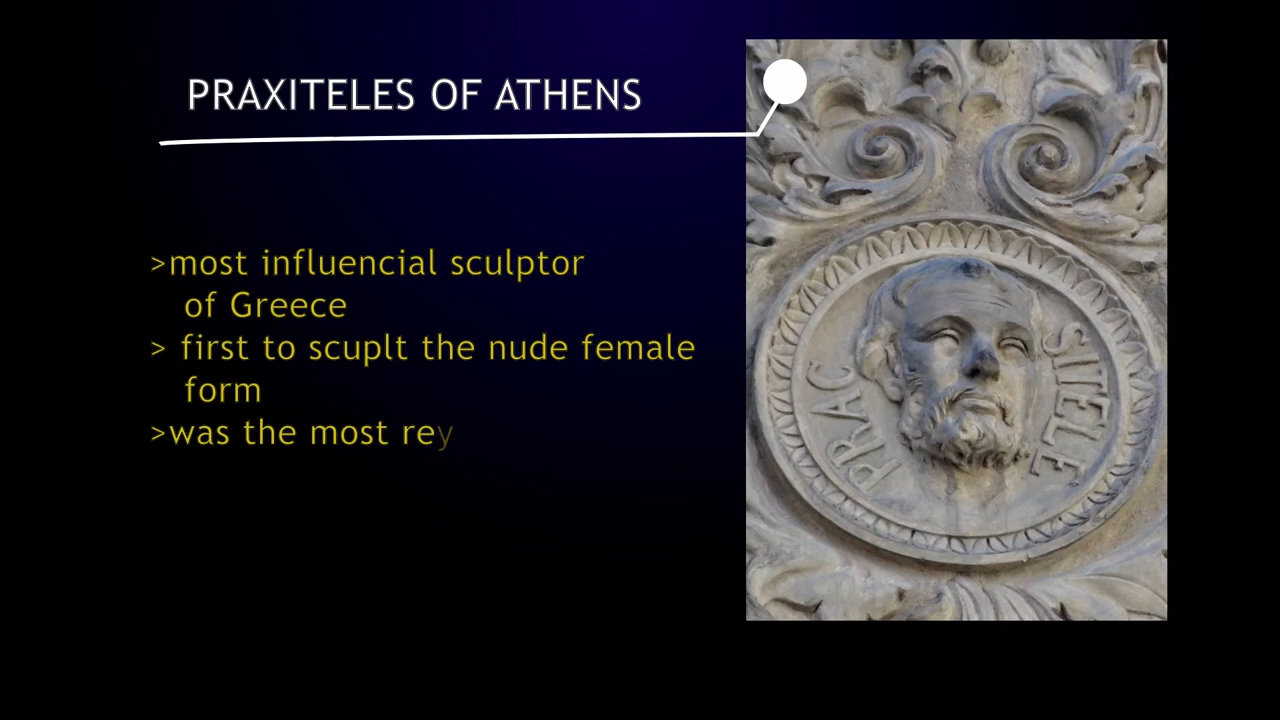 PRAXITELES OF ATHENS
>most influencial sculptor
of Greece
> first to scuplt the nude female
form
>was the most rey
PRAC
SITELE